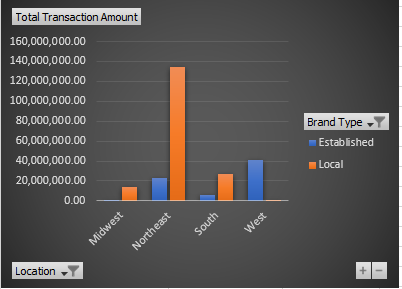 Total Transaction Amount
160,000,000.00
140,000,000.00
120,000,000.00
100,000,000.00
80,000,000.00
60,000,000.00
40,000,000.00
20,000,000.00
0.00
Midwest
Northeast
South
West
Brand Type
Established
Local
Location
+ −